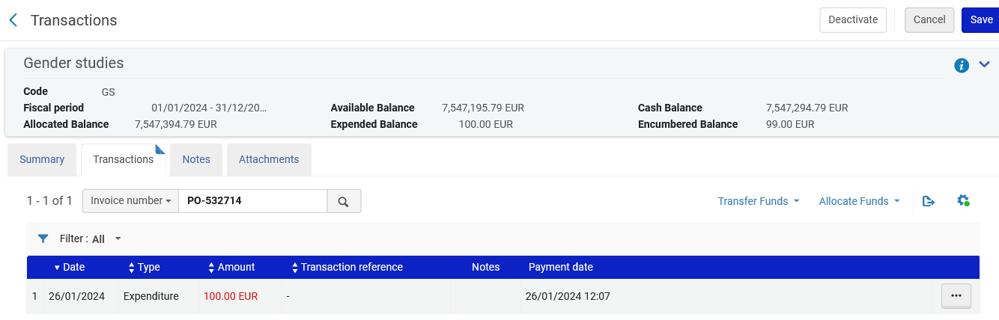 Transactions
Deactivate Cancel Save
Gender studies
Code GS
Fiscal period 01/01/2024 - 31/12/20… Available Balance 7,547,195.79 EUR Cash Balance 7,547,294.79 EUR
Allocated Balance 7,547,394.79 EUR Expended Balance 100.00 EUR Encumbered Balance 99.00 EUR
Summary Transactions Notes Attachments
1 - 1 of 1 Invoice number PO-532714 Transfer Funds Allocate Funds
Filter : All
Date Type Amount Transaction reference Notes Payment date
1 26/01/2024 Expenditure 100.00 EUR - 26/01/2024 12:07